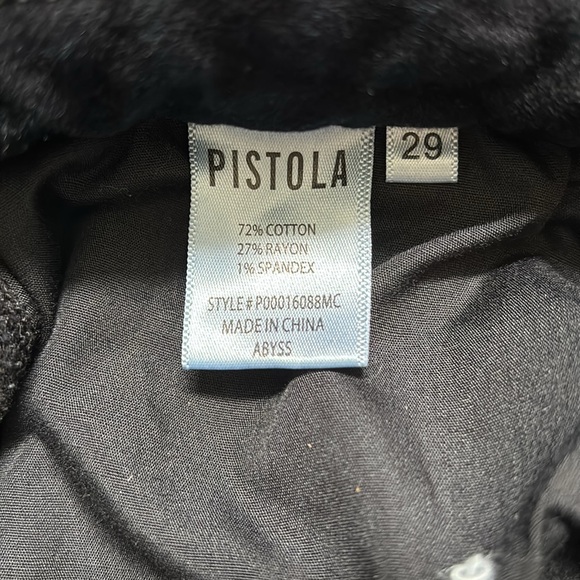 PISTOLA
29
72% COTTON
27% RAYON
1% SPANDEX
STYLE # P00016088MC
MADE IN CHINA
ABYSS